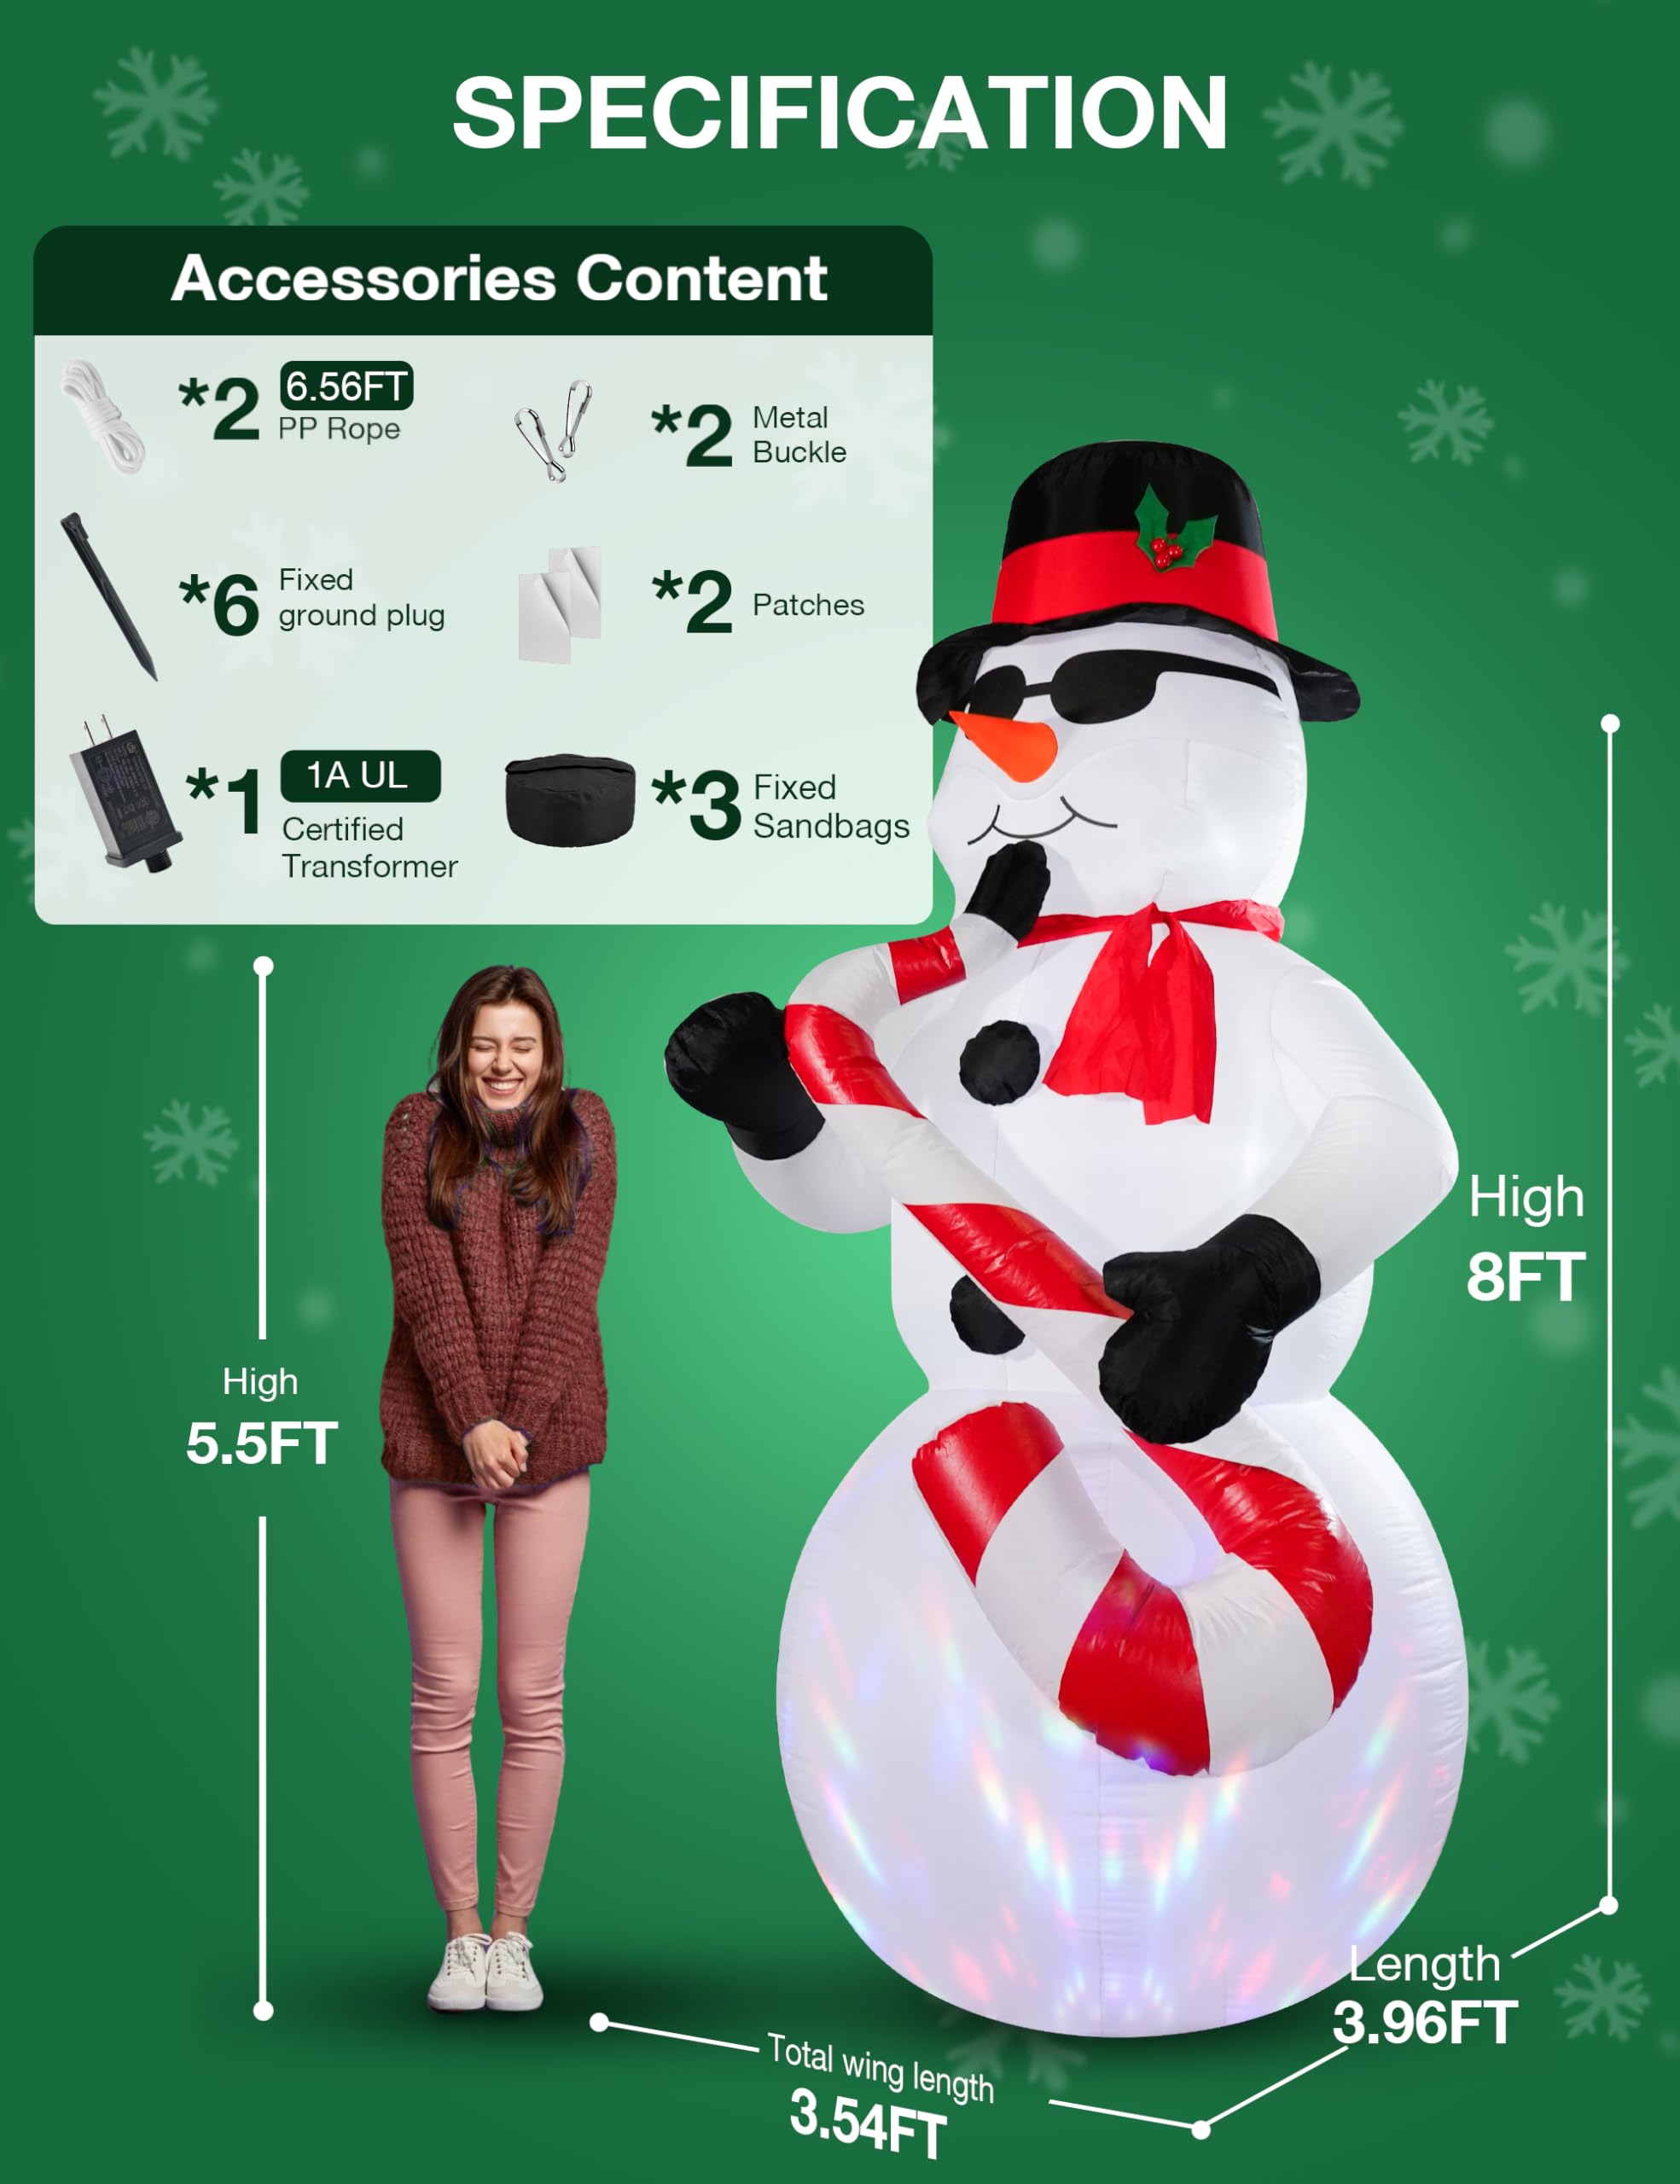 SPECIFICATION
Accessories Content
*2 6.56FT
PP Rope
*2 Metal
Buckle
*6 Fixed
ground plug
*2 Patches
*1 1A UL
Certified
Transformer
*3 Fixed
Sandbags
High
5.5FT
High
8FT
Length
3.96FT
Total wing length
3.54FT